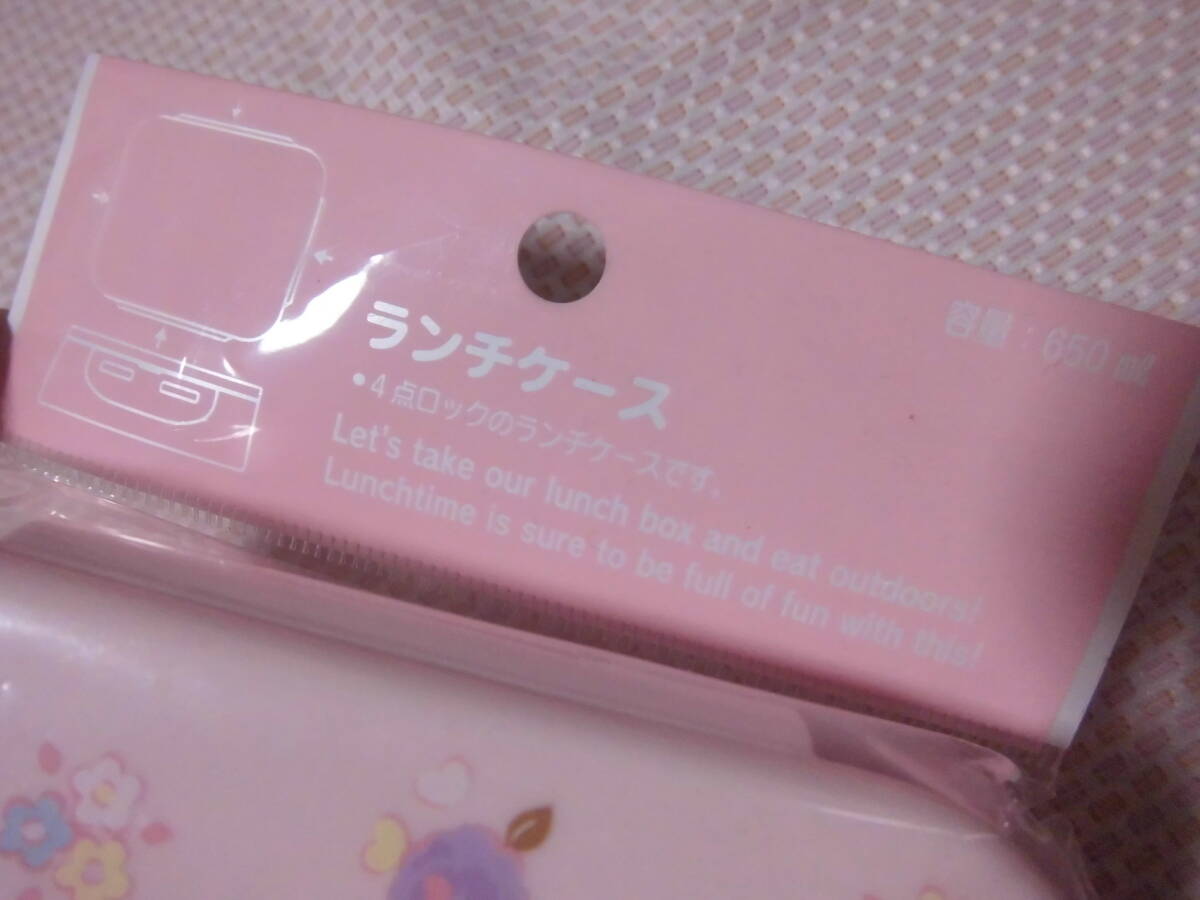 容量：650㎖
ランチケース
•4点ロックのランチケースです。
Let's take our lunch box and eat outdoors!
Lunchtime is sure to be full of fun with this!